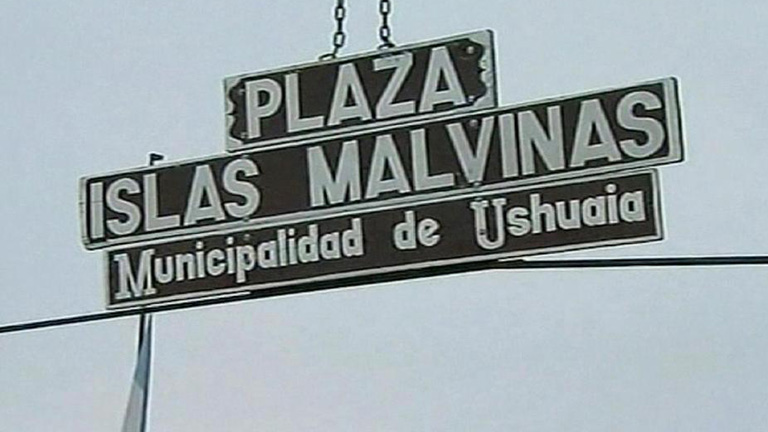 PLAZA
ISLAS MALVINAS
Municipalidad de Ushuaia